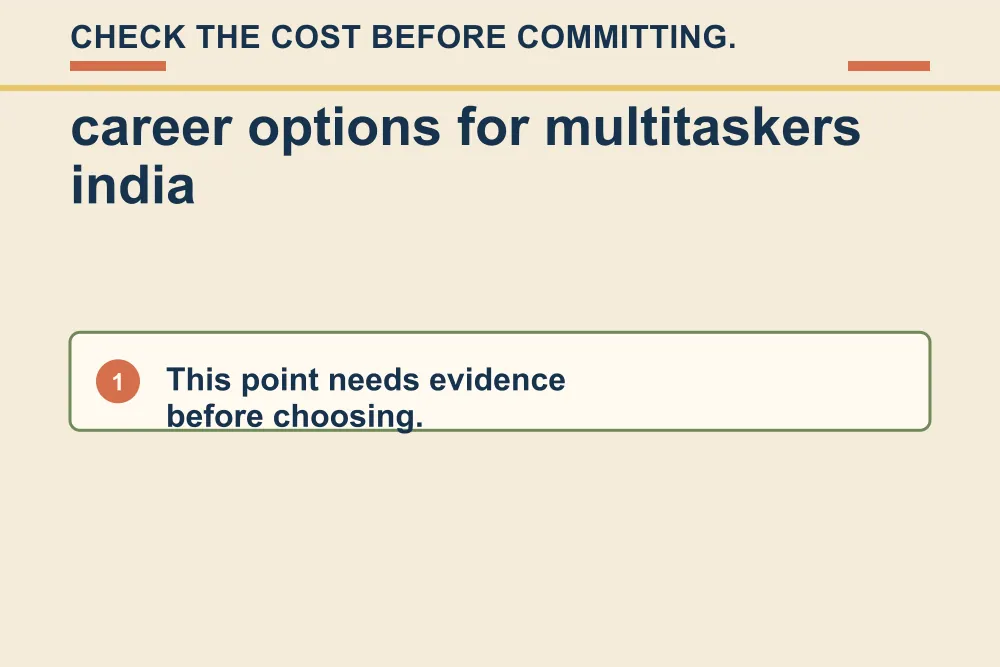 CHECK THE COST BEFORE COMMITTING.
career options for multitaskers
india
1 This point needs evidence
before choosing.